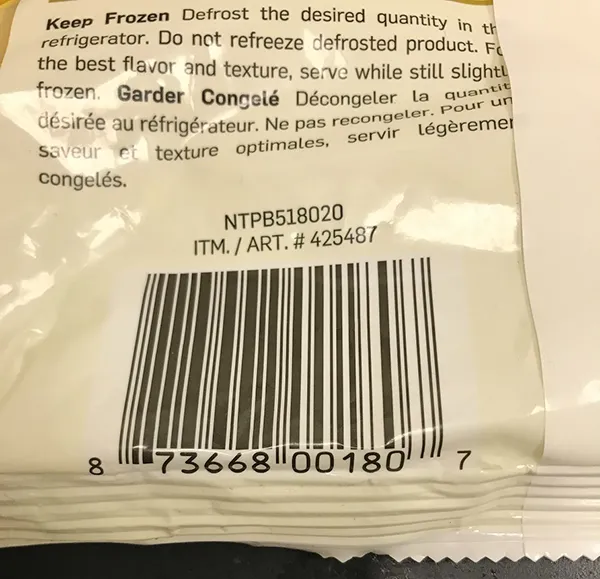 Keep Frozen Defrost the desired quantity in th
refrigerator. Do not refreeze defrosted product. Fo
the best flavor and texture, serve while still slightl
frozen. Garder Congelé Décongeler la quantit
désirée au réfrigérateur. Ne pas recongeler. Pour un
saveur et texture optimales, servir légèremen
congelés.
NTPB518020
ITM. / ART. # 425487
8 73668 00180 7